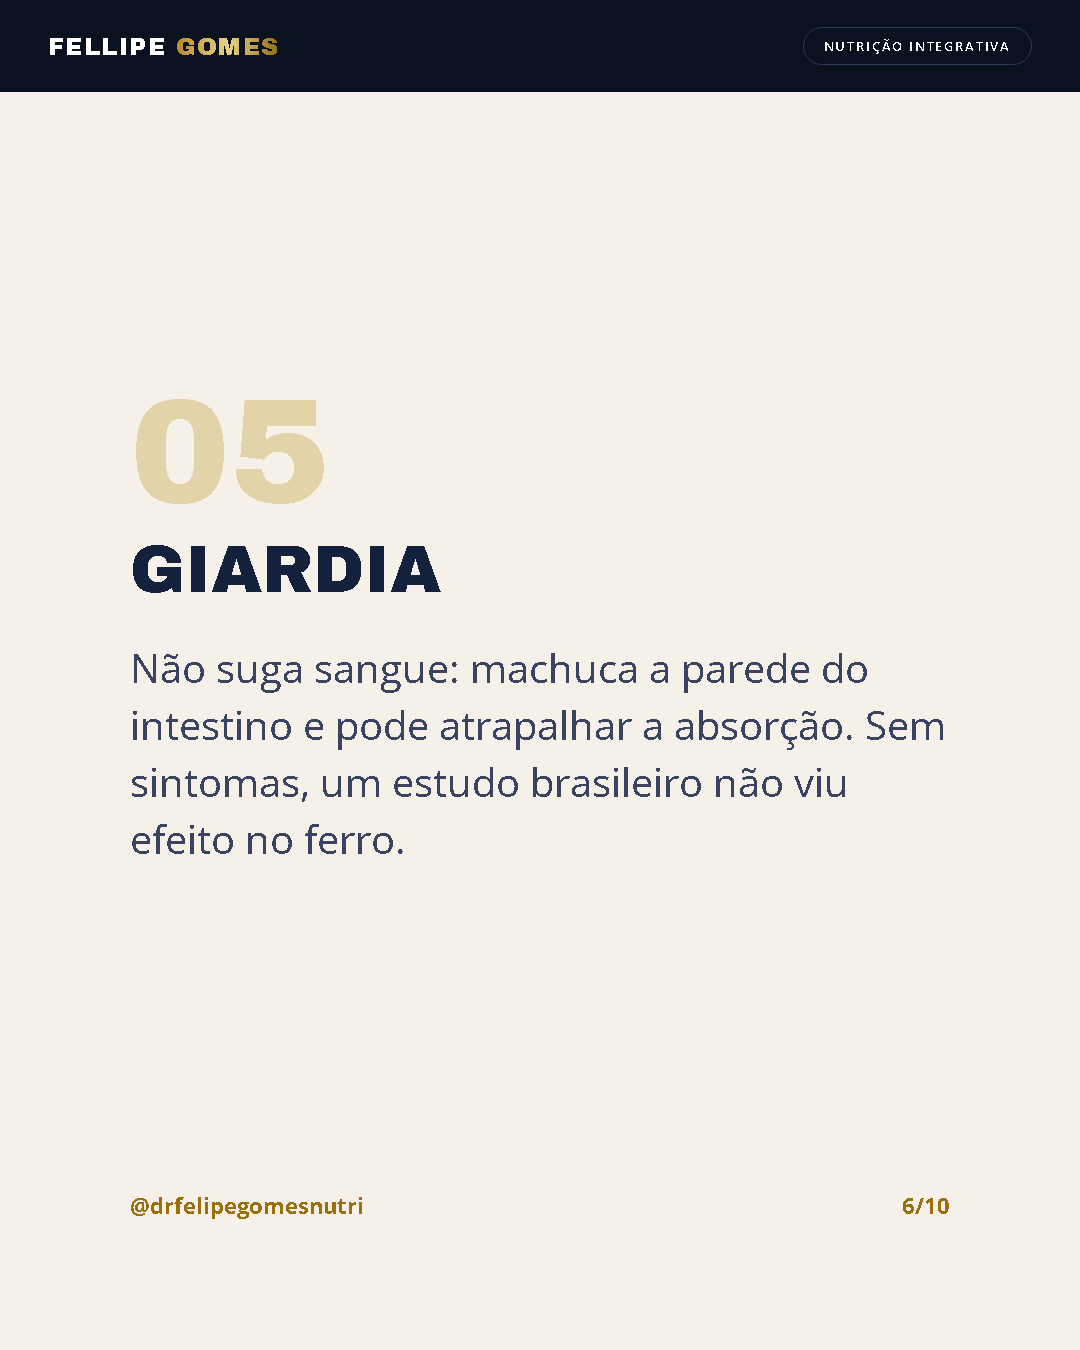 FELLIPE GOMES
NUTRIÇÃO INTEGRATIVA
05
GIARDIA
Não suga sangue: machuca a parede do
intestino e pode atrapalhar a absorção. Sem
sintomas, um estudo brasileiro não viu
efeito no ferro.
@drfelipegomesnutri
6/10